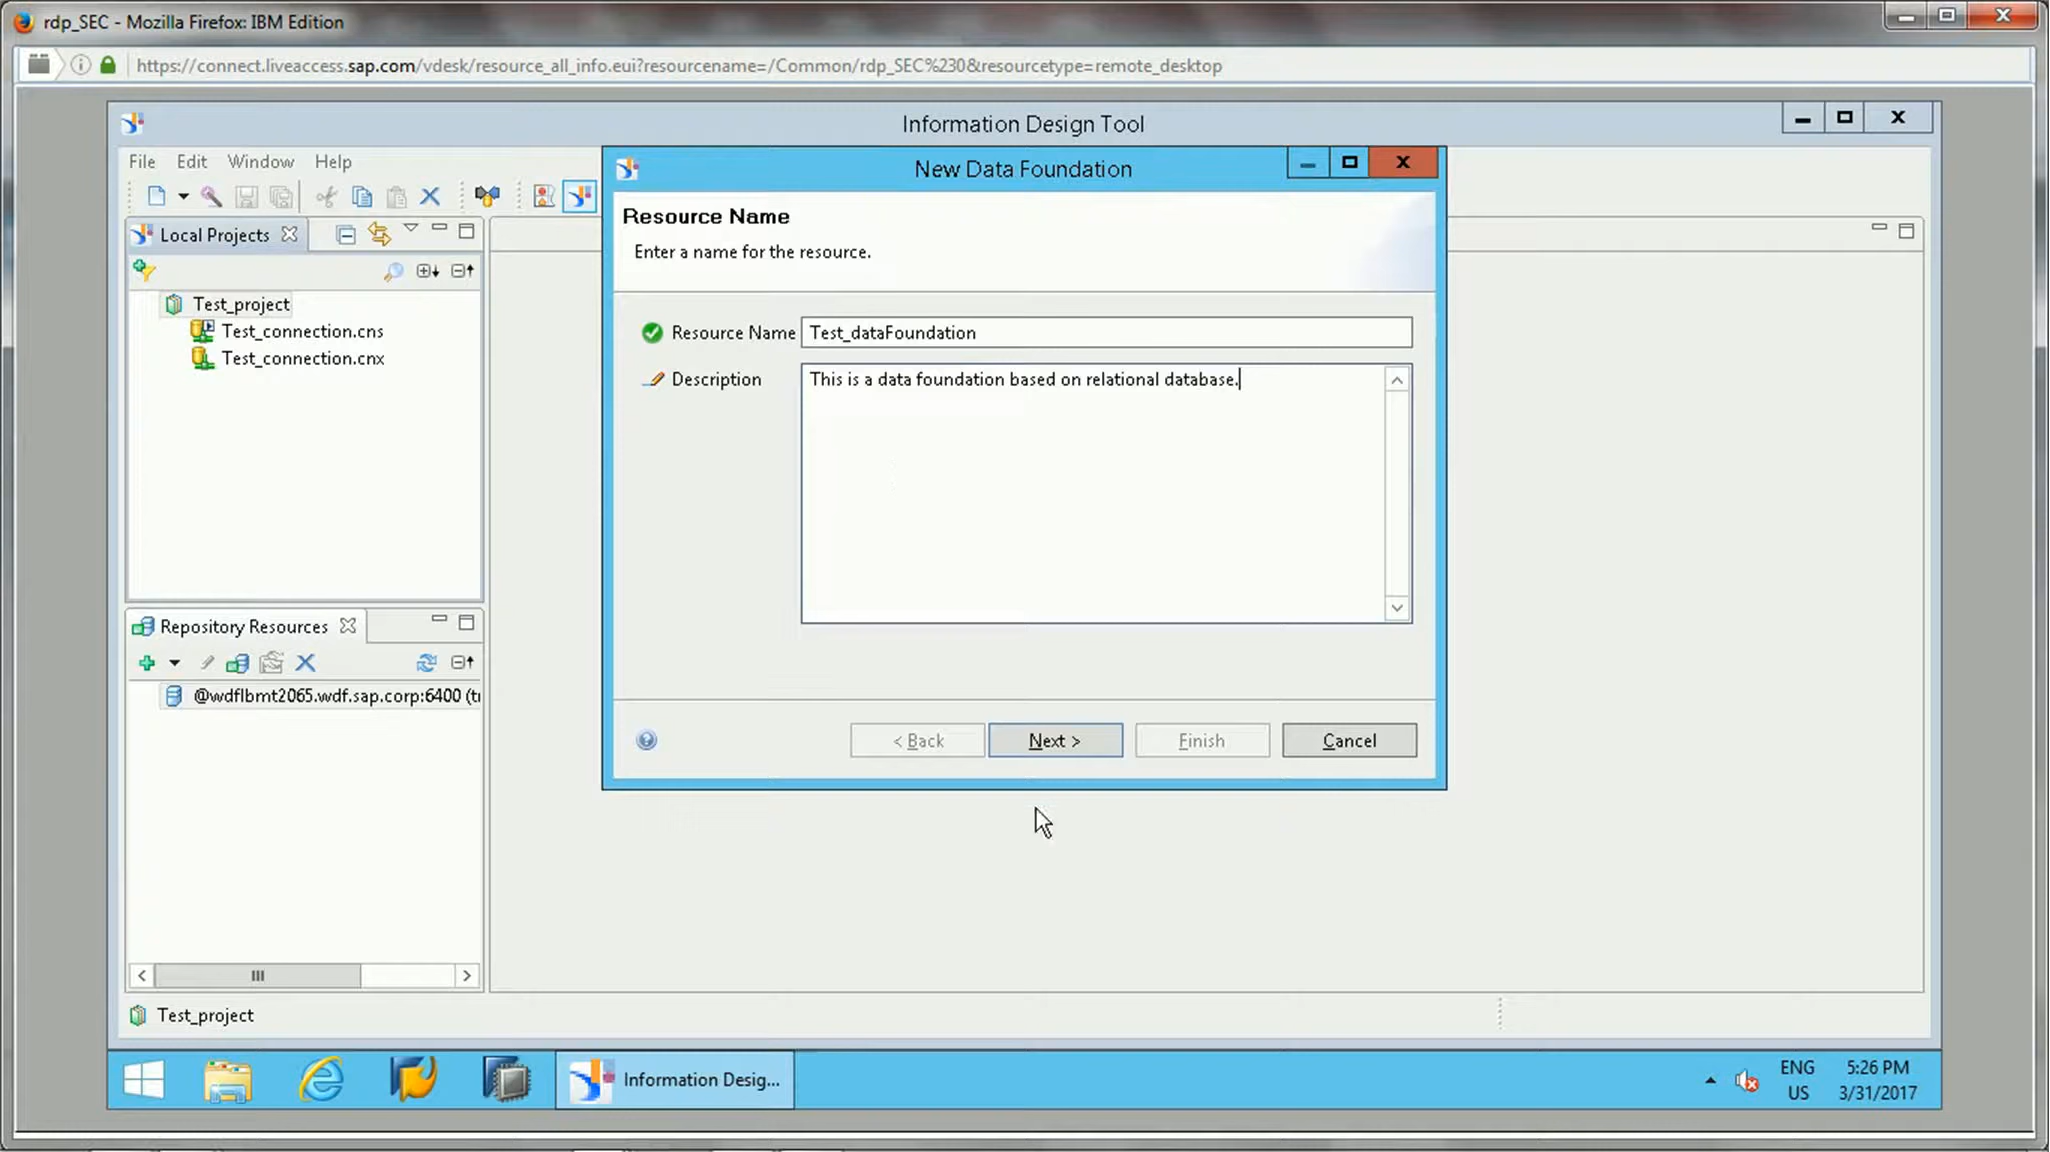 rdp_SEC - Mozilla Firefox: IBM Edition
https://connect.liveaccess.sap.com/vdesk/resource_all_info.eui?resourcename=/Common/rdp_SEC%230&resourcetype=remote_desktop
Information Design Tool
File Edit Window Help
New Data Foundation
Resource Name
Enter a name for the resource.
Local Projects
Test_project
Test_connection.cns
Test_connection.cnx
Resource Name Test_dataFoundation
Description This is a data foundation based on relational database.
Repository Resources
@wdflbmt2065.wdf.sap.corp:6400 (tr
< Back Next > Finish Cancel
Test_project
Information Desig...
ENG 5:26 PM
US 3/31/2017